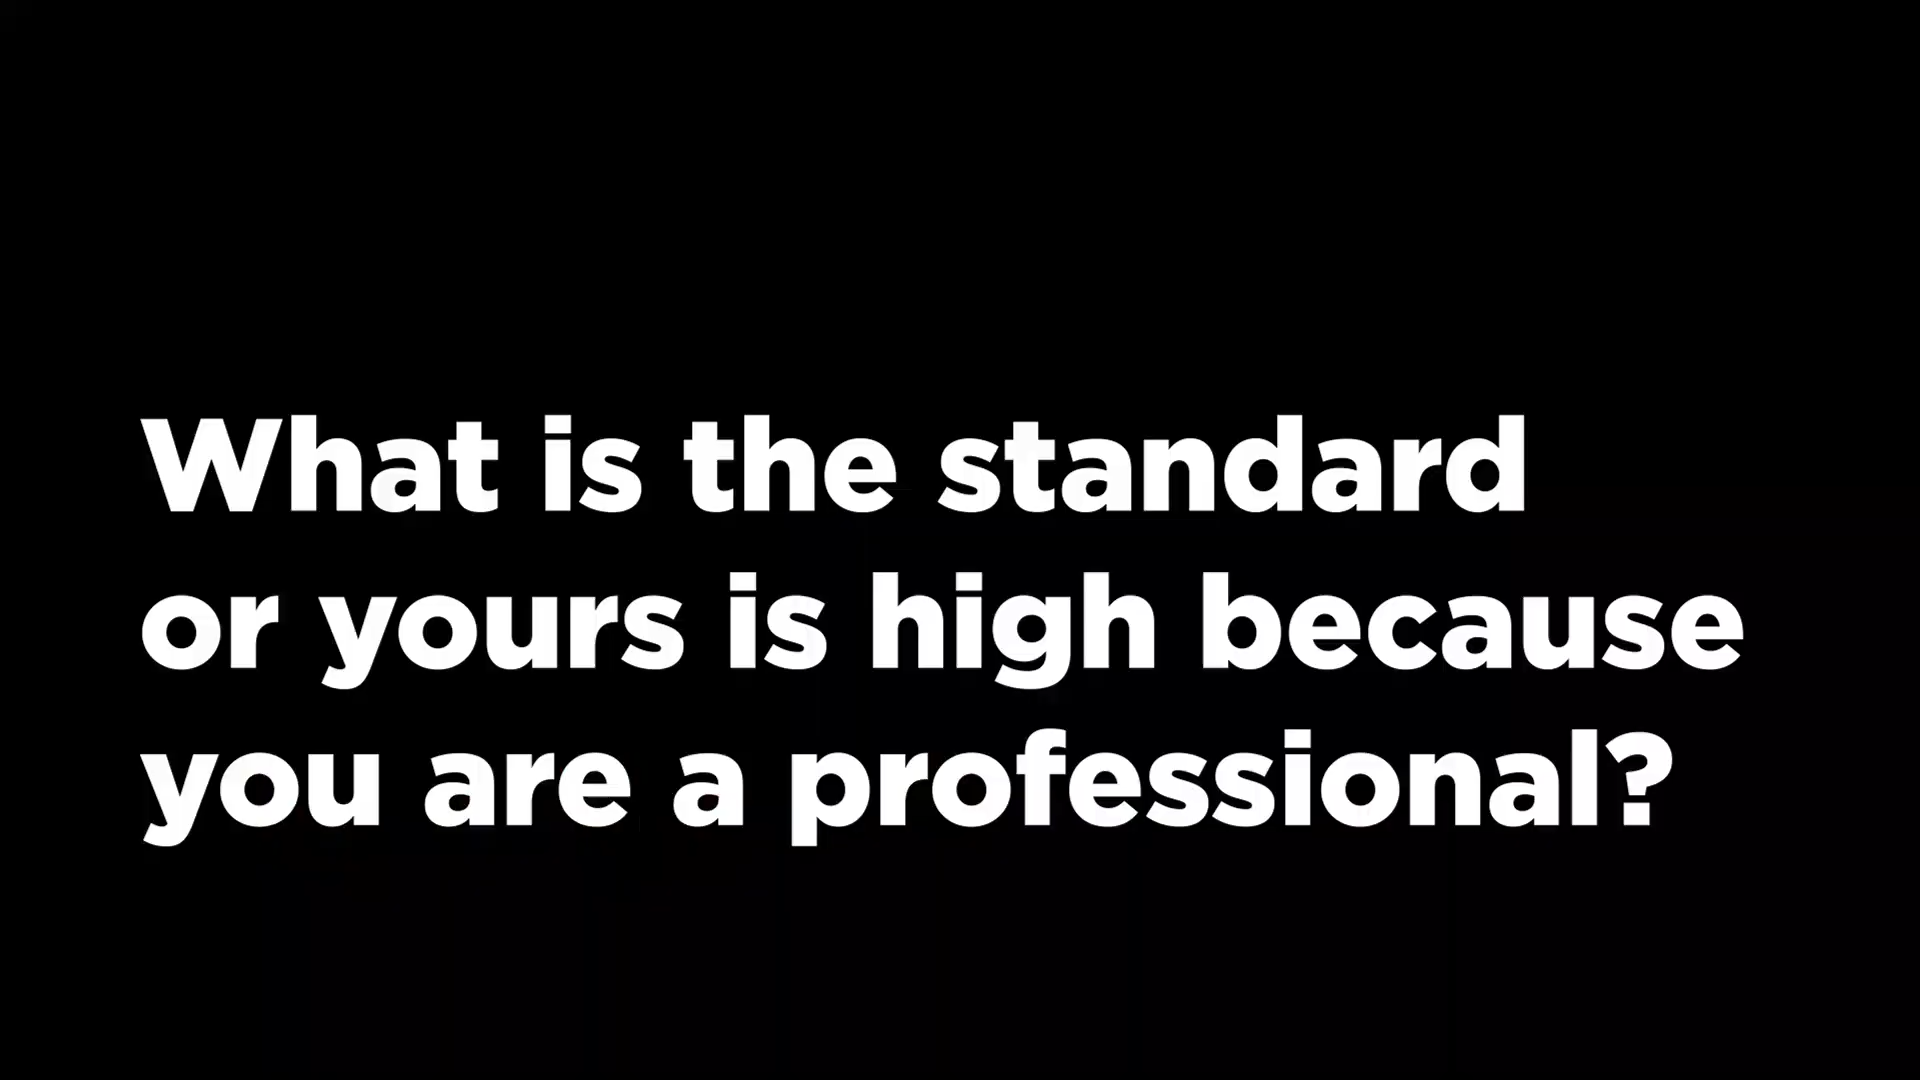 What is the standard
or yours is high because
you are a professional?